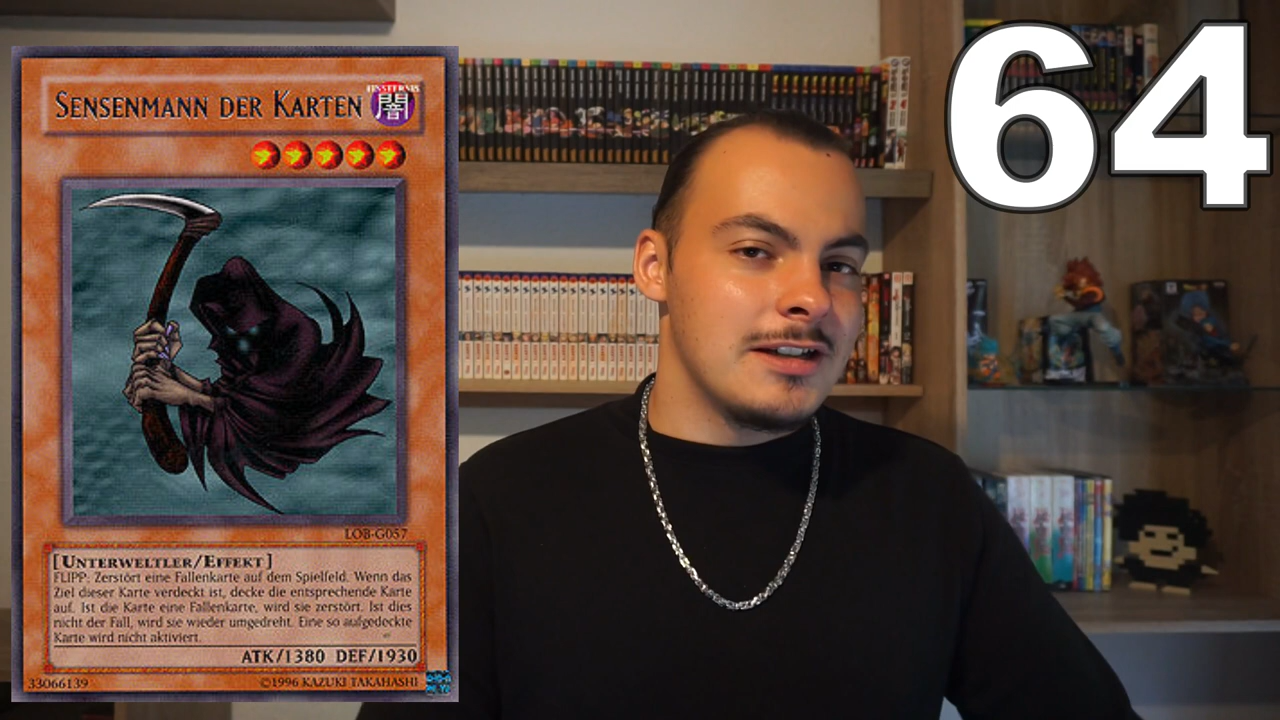 64
SENSENMANN DER KARTEN
闇
LOB-G057
[UNTERWELTLER/EFFEKT]
FLIPP: Zerstört eine Fallenkarte auf dem Spielfeld. Wenn das
Ziel dieser Karte verdeckt ist, decke die entsprechende Karte
auf. Ist die Karte eine Fallenkarte, wird sie zerstört. Ist dies
nicht der Fall, wird sie wieder umgedreht. Eine so aufgedeckte
Karte wird nicht aktiviert.
ATK/1380 DEF/1930
33066139
©1996 KAZUKI TAKAHASHI